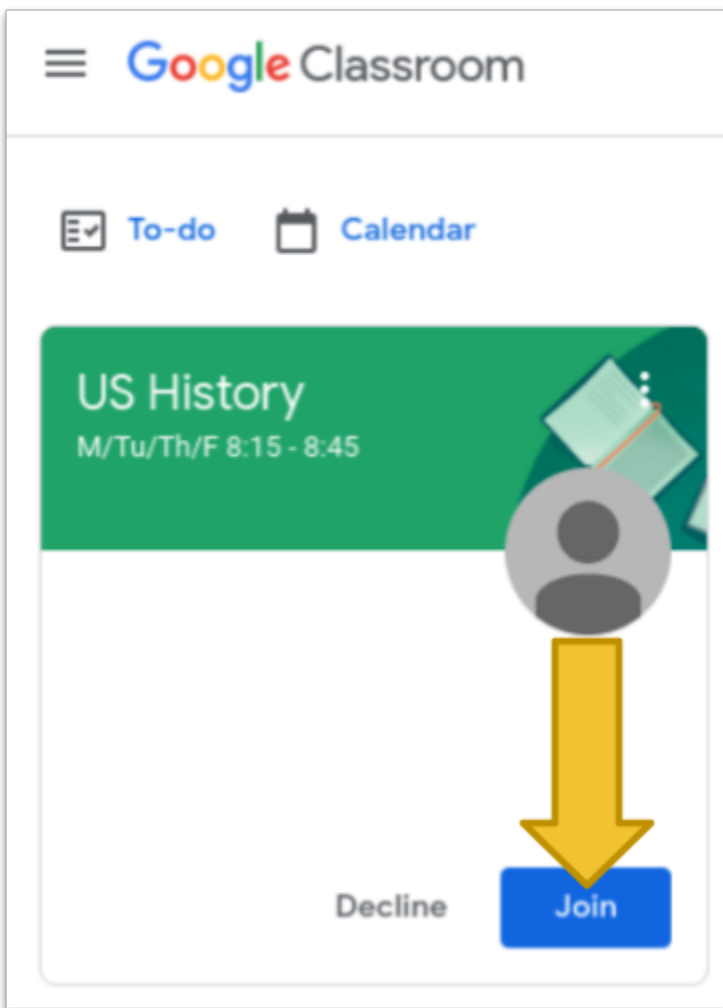 Google Classroom
To-do Calendar
US History
M/Tu/Th/F 8:15 - 8:45
Decline Join